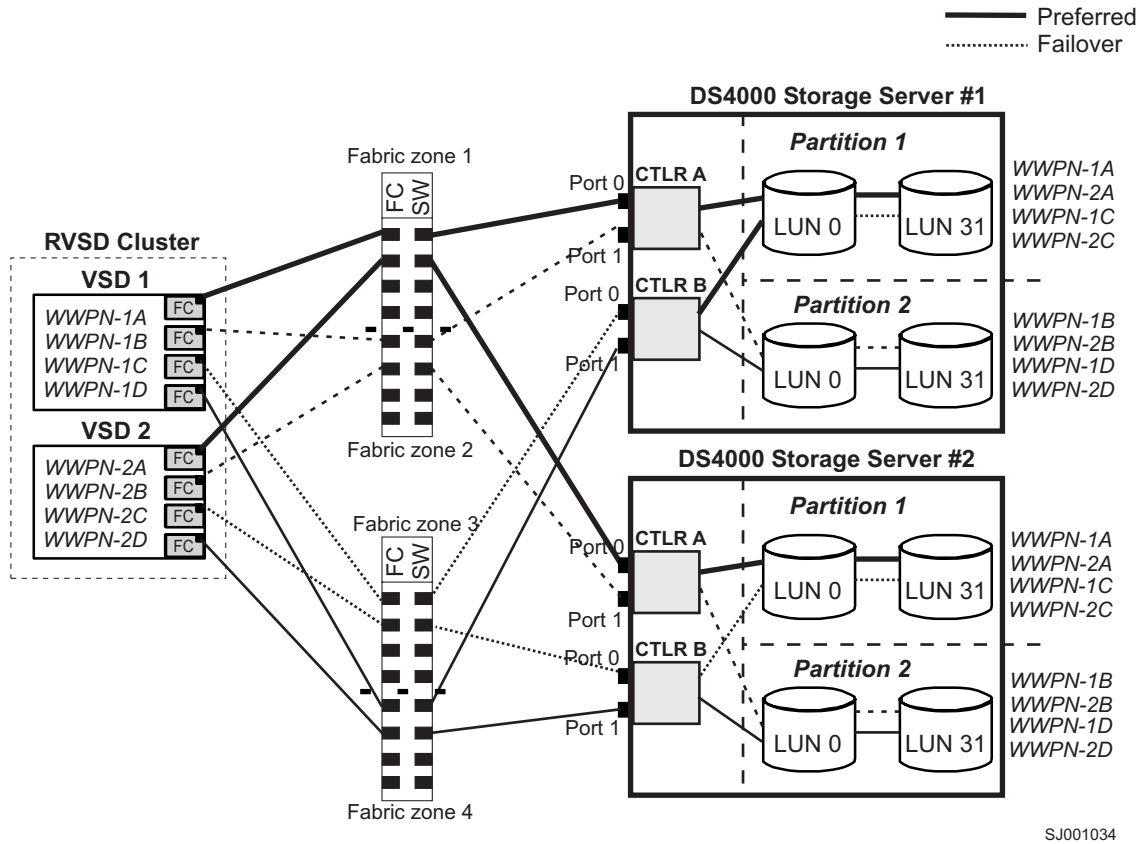 Preferred
Failover
DS4000 Storage Server #1
Fabric zone 1
FC
SW
Fabric zone 2
RVSD Cluster
VSD 1
WWPN-1A
WWPN-1B
WWPN-1C
WWPN-1D
FC
FC
FC
FC
VSD 2
WWPN-2A
WWPN-2B
WWPN-2C
WWPN-2D
FC
FC
FC
FC
Fabric zone 3
FC
SW
Fabric zone 4
Port 0
CTLR A
Port 1
Port 0
CTLR B
Port 1
Partition 1
LUN 0
LUN 31
WWPN-1A
WWPN-2A
WWPN-1C
WWPN-2C
Partition 2
LUN 0
LUN 31
WWPN-1B
WWPN-2B
WWPN-1D
WWPN-2D
DS4000 Storage Server #2
Port 0
CTLR A
Port 1
Port 0
CTLR B
Port 1
Partition 1
LUN 0
LUN 31
WWPN-1A
WWPN-2A
WWPN-1C
WWPN-2C
Partition 2
LUN 0
LUN 31
WWPN-1B
WWPN-2B
WWPN-1D
WWPN-2D
SJ001034